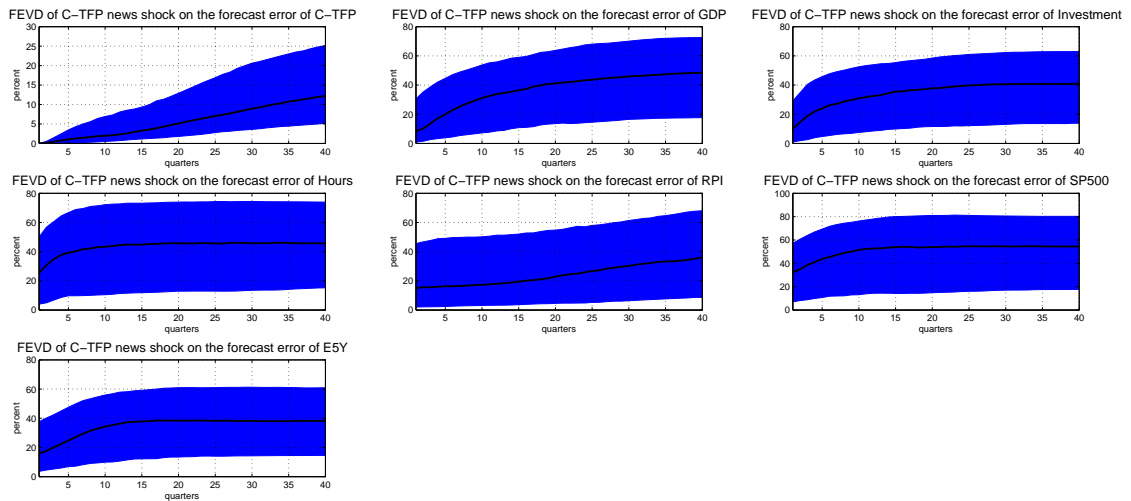 FEVD of C−TFP news shock on the forecast error of C−TFP
30
25
20
15
10
5
0
percent
5 10 15 20 25 30 35 40
quarters
FEVD of C−TFP news shock on the forecast error of GDP
80
60
40
20
0
percent
5 10 15 20 25 30 35 40
quarters
FEVD of C−TFP news shock on the forecast error of Investment
80
60
40
20
0
percent
5 10 15 20 25 30 35 40
quarters
FEVD of C−TFP news shock on the forecast error of Hours
80
60
40
20
0
percent
5 10 15 20 25 30 35 40
quarters
FEVD of C−TFP news shock on the forecast error of RPI
80
60
40
20
0
percent
5 10 15 20 25 30 35 40
quarters
FEVD of C−TFP news shock on the forecast error of SP500
100
80
60
40
20
0
percent
5 10 15 20 25 30 35 40
quarters
FEVD of C−TFP news shock on the forecast error of E5Y
80
60
40
20
0
percent
5 10 15 20 25 30 35 40
quarters